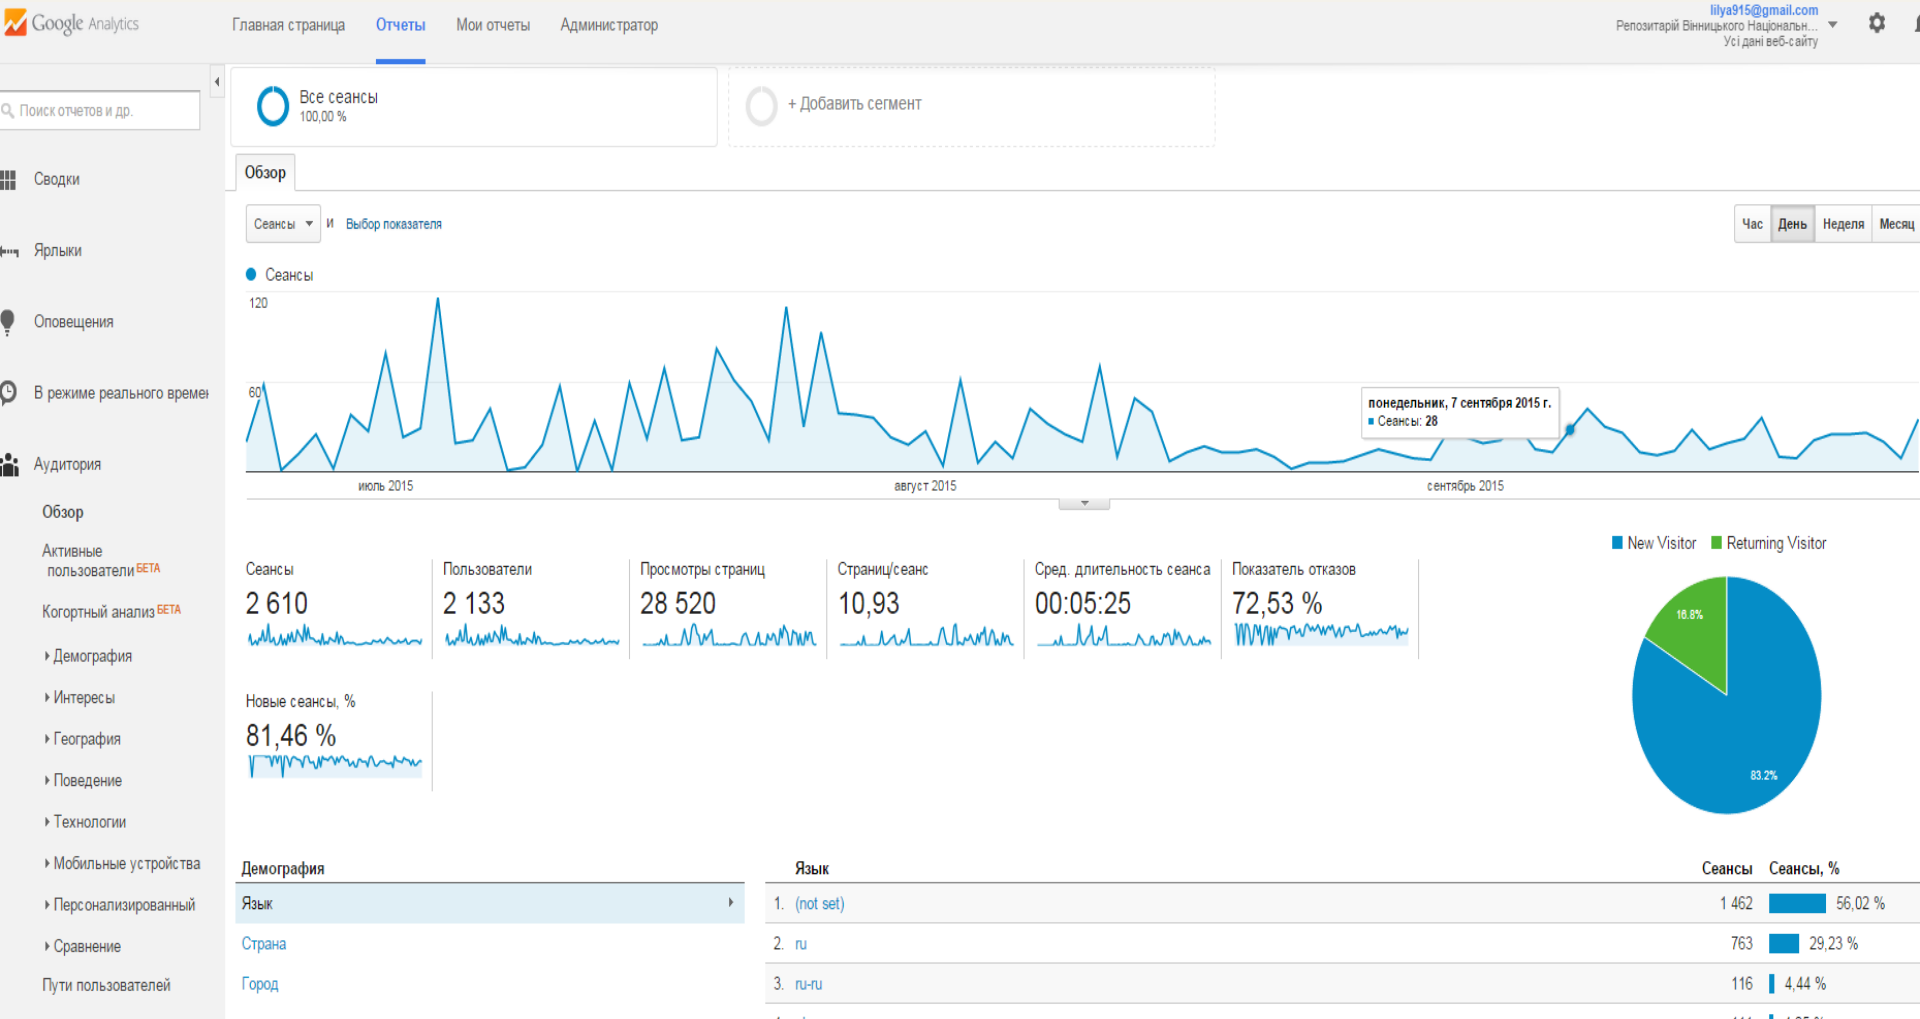 Google Analytics
Главная страница
Отчеты
Мои отчеты
Администратор
lilya915@gmail.com
Репозитарій Вінницького Національн...
Усі дані веб-сайту
Поиск отчетов и др.
Все сеансы
100,00 %
+ Добавить сегмент
Сводки
Ярлыки
Оповещения
В режиме реального времен
Аудитория
Обзор
Активные
пользователи БЕТА
Когортный анализ БЕТА
Демография
Интересы
География
Поведение
Технологии
Мобильные устройства
Персонализированный
Сравнение
Пути пользователей
Обзор
Сеансы и Выбор показателя
Час День Неделя Месяц
Сеансы
120
60
понедельник, 7 сентября 2015 г.
Сеансы: 28
июль 2015
август 2015
сентябрь 2015
Сеансы
2 610
Пользователи
2 133
Просмотры страниц
28 520
Страниц/сеанс
10,93
Сред. длительность сеанса
00:05:25
Показатель отказов
72,53 %
Новые сеансы, %
81,46 %
New Visitor Returning Visitor
16.8%
83.2%
Демография
Язык
Страна
Город
Язык Сеансы Сеансы, %
1. (not set) 1 462 56,02 %
2. ru 763 29,23 %
3. ru-ru 116 4,44 %